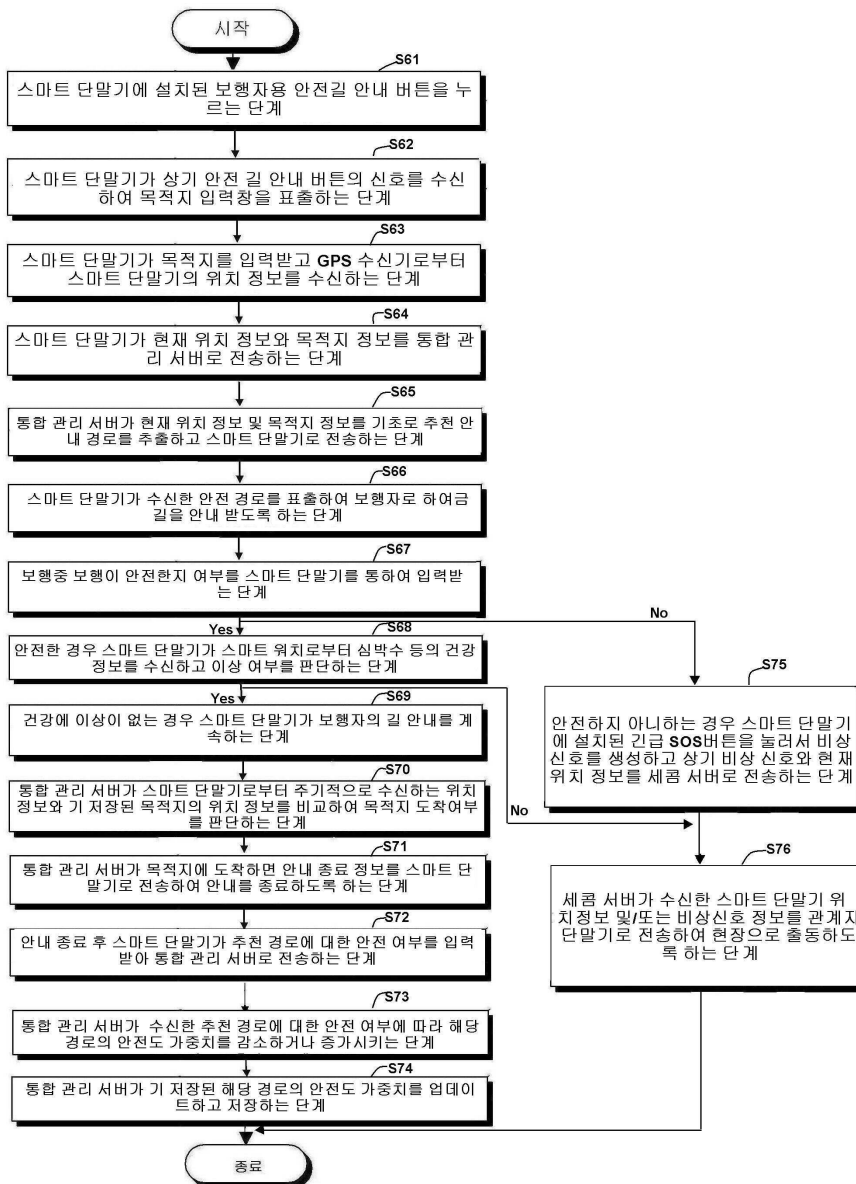 시작
S61
스마트 단말기에 설치된 보행자용 안전길 안내 버튼을 누
르는 단계
S62
스마트 단말기가 상기 안전 길 안내 버튼의 신호를 수신
하여 목적지 입력창을 표출하는 단계
S63
스마트 단말기가 목적지를 입력받고 GPS 수신기로부터
스마트 단말기의 위치 정보를 수신하는 단계
S64
스마트 단말기가 현재 위치 정보와 목적지 정보를 통합 관
리 서버로 전송하는 단계
S65
통합 관리 서버가 현재 위치 정보 및 목적지 정보를 기초로 추천 안
내 경로를 추출하고 스마트 단말기로 전송하는 단계
S66
스마트 단말기가 수신한 안전 경로를 표출하여 보행자로 하여금
길을 안내 받도록 하는 단계
S67
보행중 보행이 안전한지 여부를 스마트 단말기를 통하여 입력받
는 단계
No
Yes
S68
안전한 경우 스마트 단말기가 스마트 워치로부터 심박수 등의 건강
정보를 수신하고 이상 여부를 판단하는 단계
Yes
S69
건강에 이상이 없는 경우 스마트 단말기가 보행자의 길 안내를 계
속하는 단계
S70
통합 관리 서버가 스마트 단말기로부터 주기적으로 수신하는 위치
정보와 기 저장된 목적지의 위치 정보를 비교하여 목적지 도착여부
를 판단하는 단계
No
S71
통합 관리 서버가 목적지에 도착하면 안내 종료 정보를 스마트 단
말기로 전송하여 안내를 종료하도록 하는 단계
S72
안내 종료 후 스마트 단말기가 추천 경로에 대한 안전 여부를 입력
받아 통합 관리 서버로 전송하는 단계
S73
통합 관리 서버가 수신한 추천 경로에 대한 안전 여부에 따라 해당
경로의 안전도 가중치를 감소하거나 증가시키는 단계
S74
통합 관리 서버가 기 저장된 해당 경로의 안전도 가중치를 업데이
트하고 저장하는 단계
종료
S75
안전하지 아니하는 경우 스마트 단말기
에 설치된 긴급 SOS버튼을 눌러서 비상
신호를 생성하고 상기 비상 신호와 현재
위치 정보를 세콤 서버로 전송하는 단계
S76
세콤 서버가 수신한 스마트 단말기 위
치정보 및/또는 비상신호 정보를 관계자
단말기로 전송하여 현장으로 출동하도
록 하는 단계